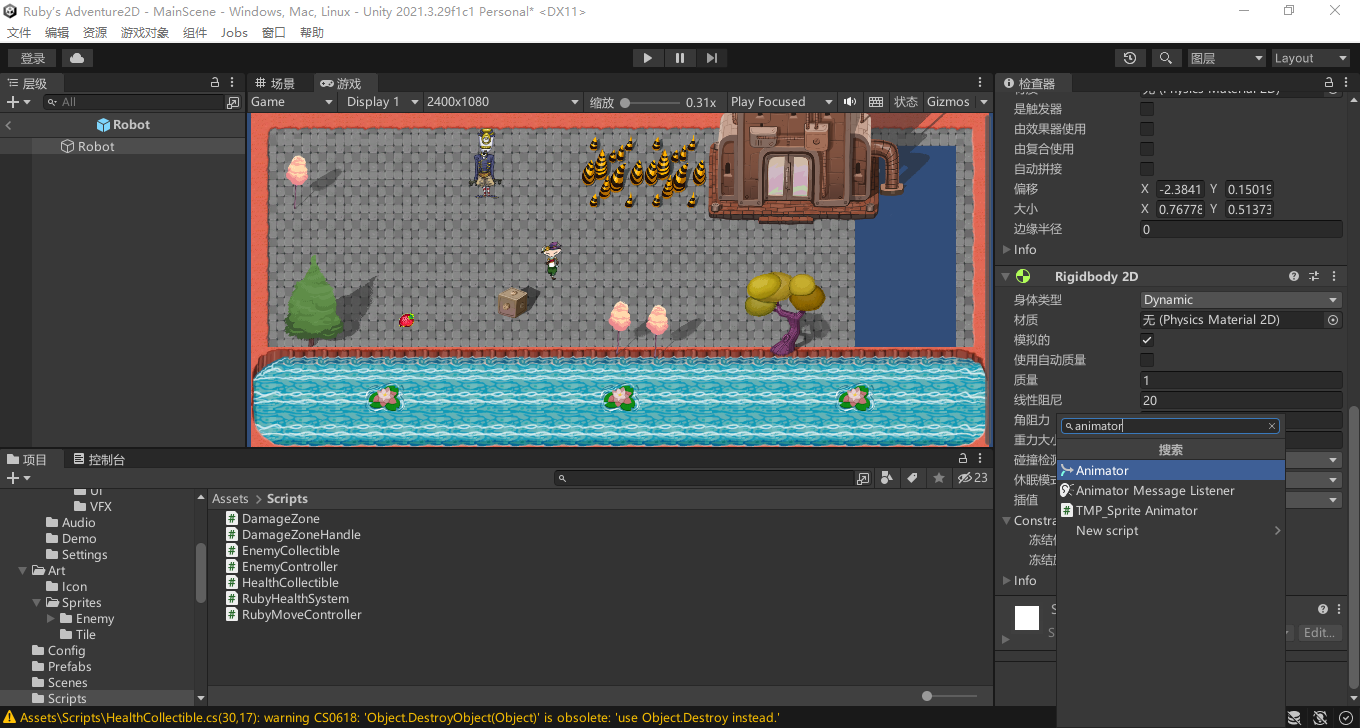 Ruby's Adventure2D - MainScene - Windows, Mac, Linux - Unity 2021.3.29f1c1 Personal* <DX11>
文件 编辑 资源 游戏对象 组件 Jobs 窗口 帮助
登录 图层 Layout
层级
All
Robot
Robot
场景 游戏
Game Display 1 2400x1080 缩放 0.31x Play Focused 状态 Gizmos
检查器
(Physics Material 2D)
是触发器
由效果器使用
由复合使用
自动拼接
偏移 X -2.3841 Y 0.15019
大小 X 0.76778 Y 0.51373
边缘半径 0
Info
Rigidbody 2D
身体类型 Dynamic
材质 无 (Physics Material 2D)
模拟的
使用自动质量
质量 1
线性阻尼 20
角阻力
重力大小
碰撞检测
休眠模式
插值
Constra
冻结
冻结
Info
Edit...
animator
搜索
Animator
Animator Message Listener
TMP_Sprite Animator
New script
项目 控制台
23
UI
VFX
Audio
Demo
Settings
Art
Icon
Sprites
Enemy
Tile
Config
Prefabs
Scenes
Scripts
Assets > Scripts
DamageZone
DamageZoneHandle
EnemyCollectible
EnemyController
HealthCollectible
RubyHealthSystem
RubyMoveController
Assets\Scripts\HealthCollectible.cs(30,17): warning CS0618: 'Object.DestroyObject(Object)' is obsolete: 'use Object.Destroy instead.'